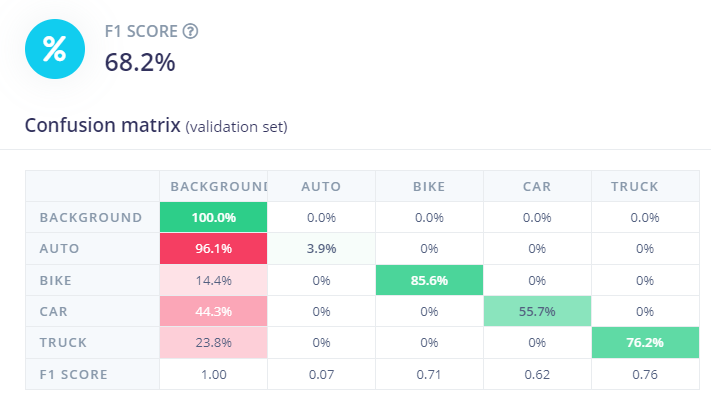 F1 SCORE ?
68.2%
Confusion matrix (validation set)
BACKGROUND AUTO BIKE CAR TRUCK
BACKGROUND 100.0% 0.0% 0.0% 0.0% 0.0%
AUTO 96.1% 3.9% 0% 0% 0%
BIKE 14.4% 0% 85.6% 0% 0%
CAR 44.3% 0% 0% 55.7% 0%
TRUCK 23.8% 0% 0% 0% 76.2%
F1 SCORE 1.00 0.07 0.71 0.62 0.76